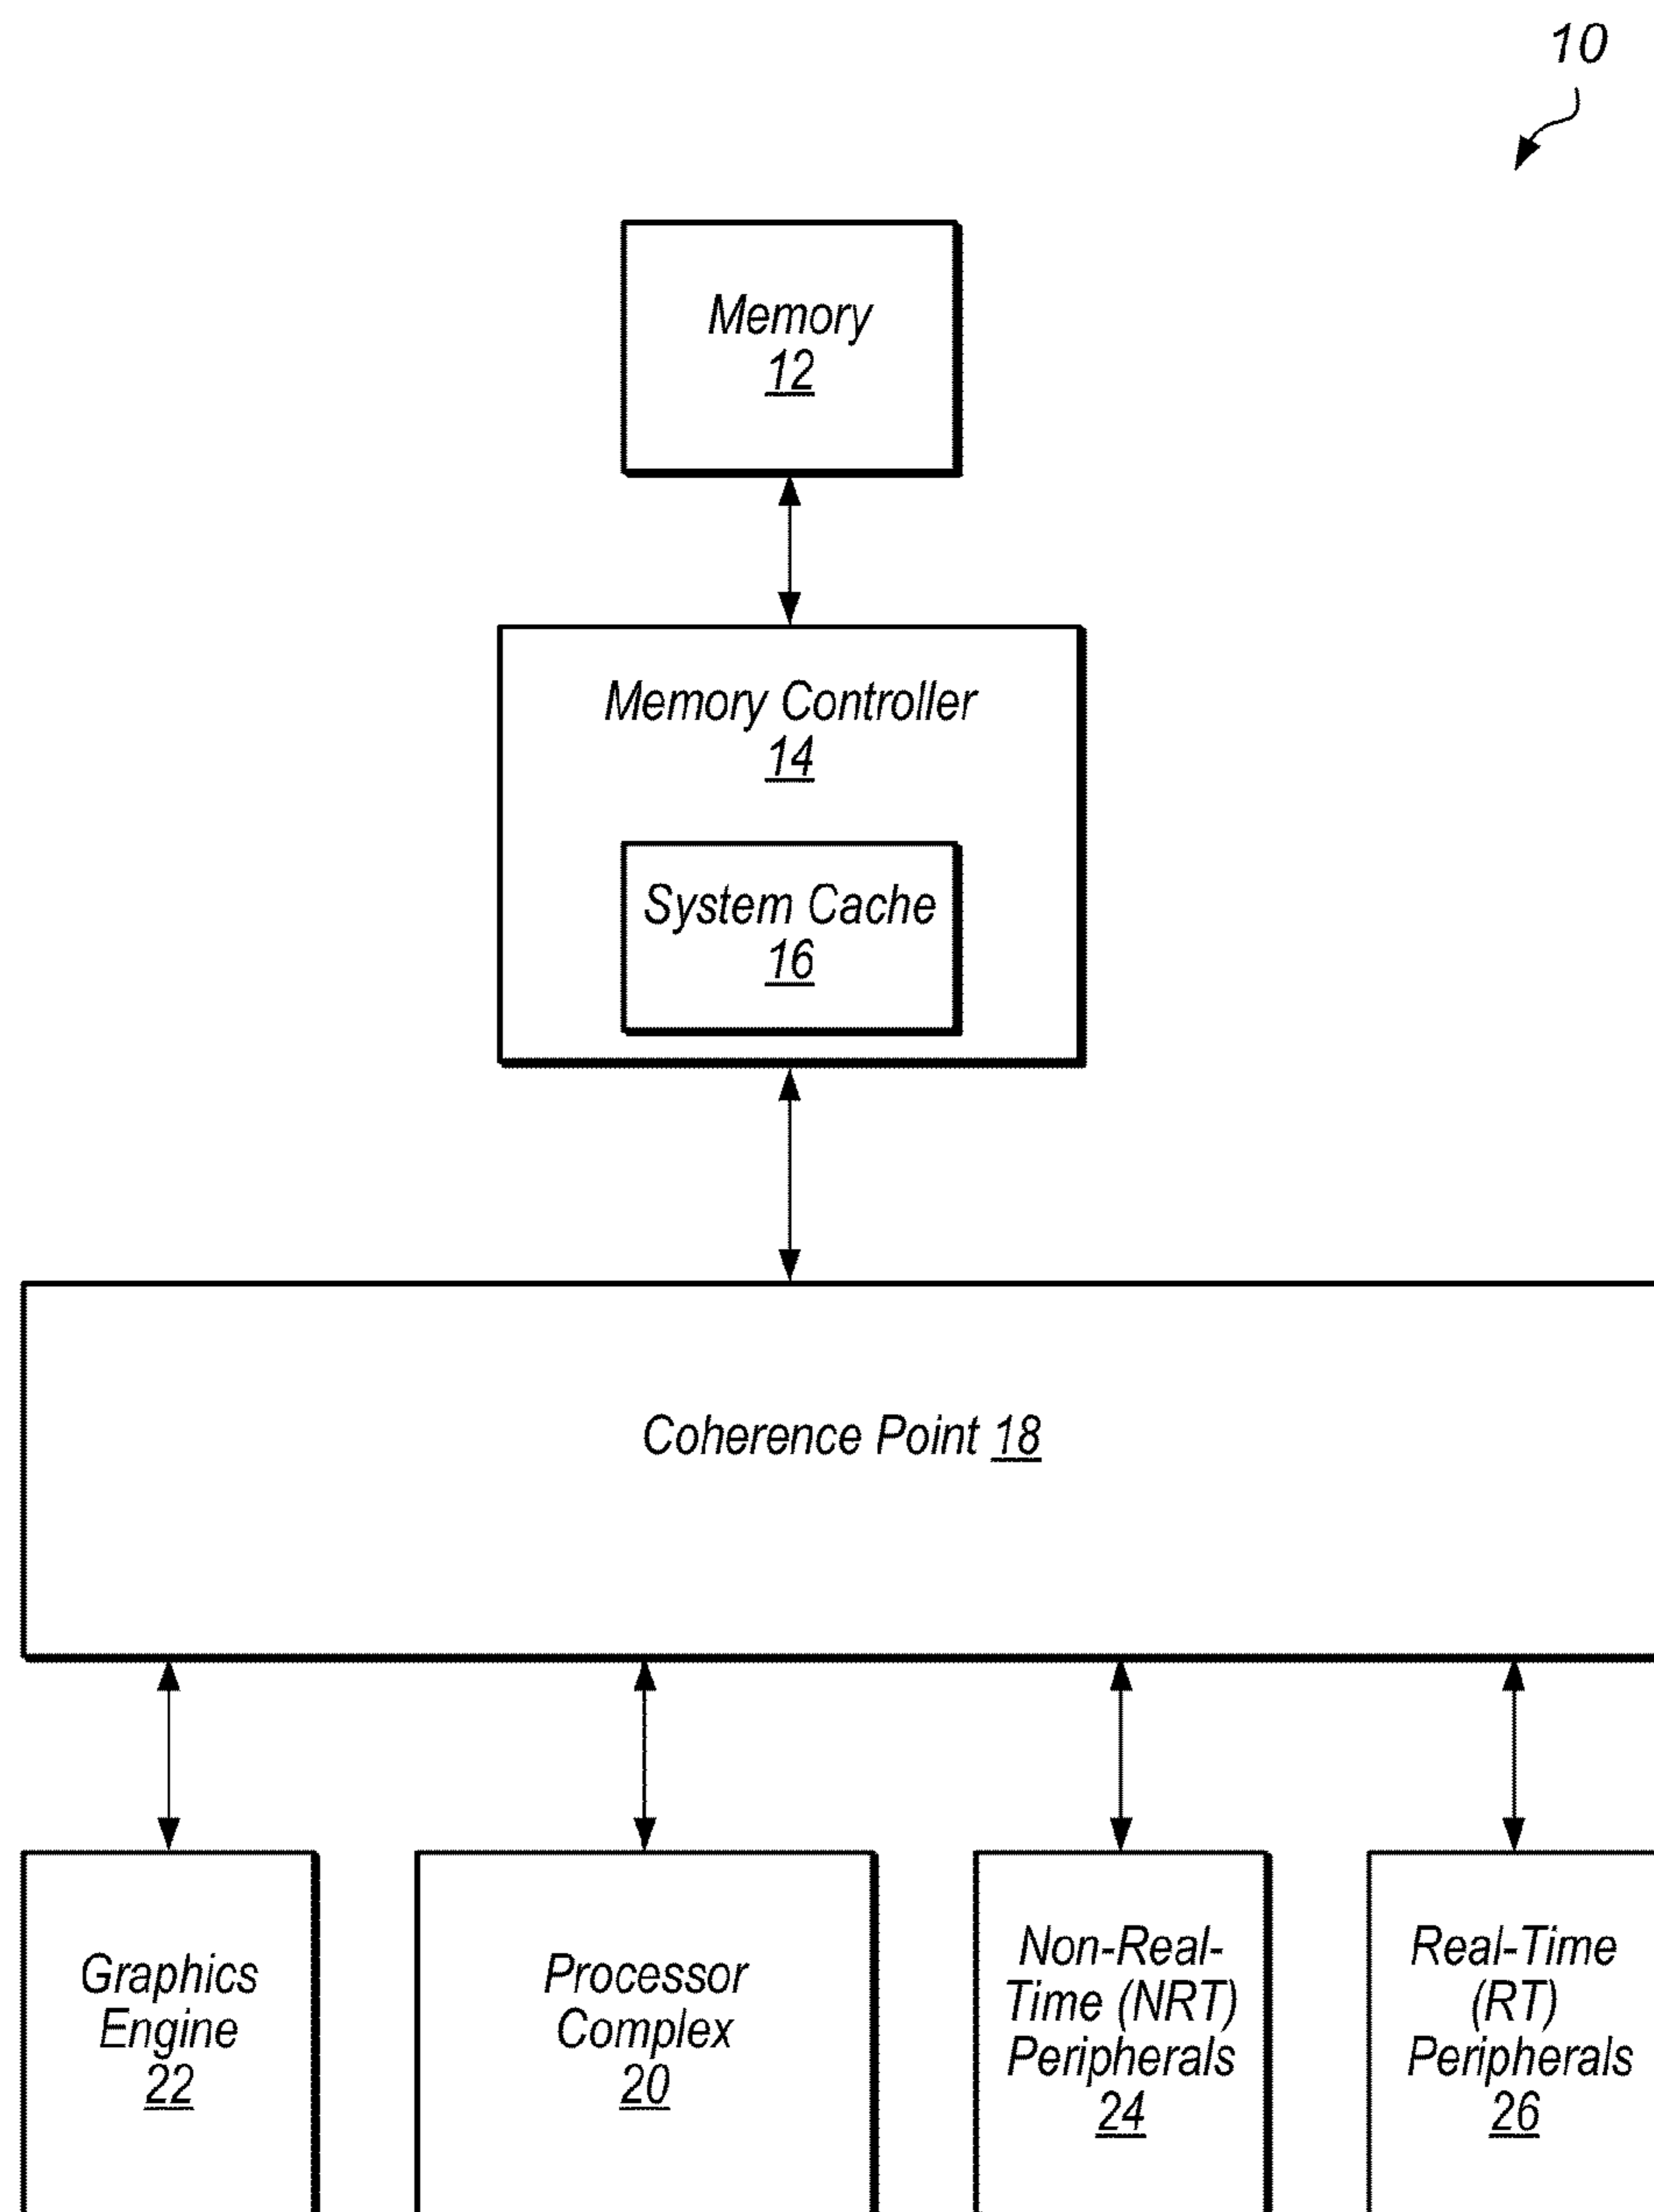 10
Memory
12
Memory Controller
14
System Cache
16
Coherence Point 18
Graphics
Engine
22
Processor
Complex
20
Non-Real-
Time (NRT)
Peripherals
24
Real-Time
(RT)
Peripherals
26